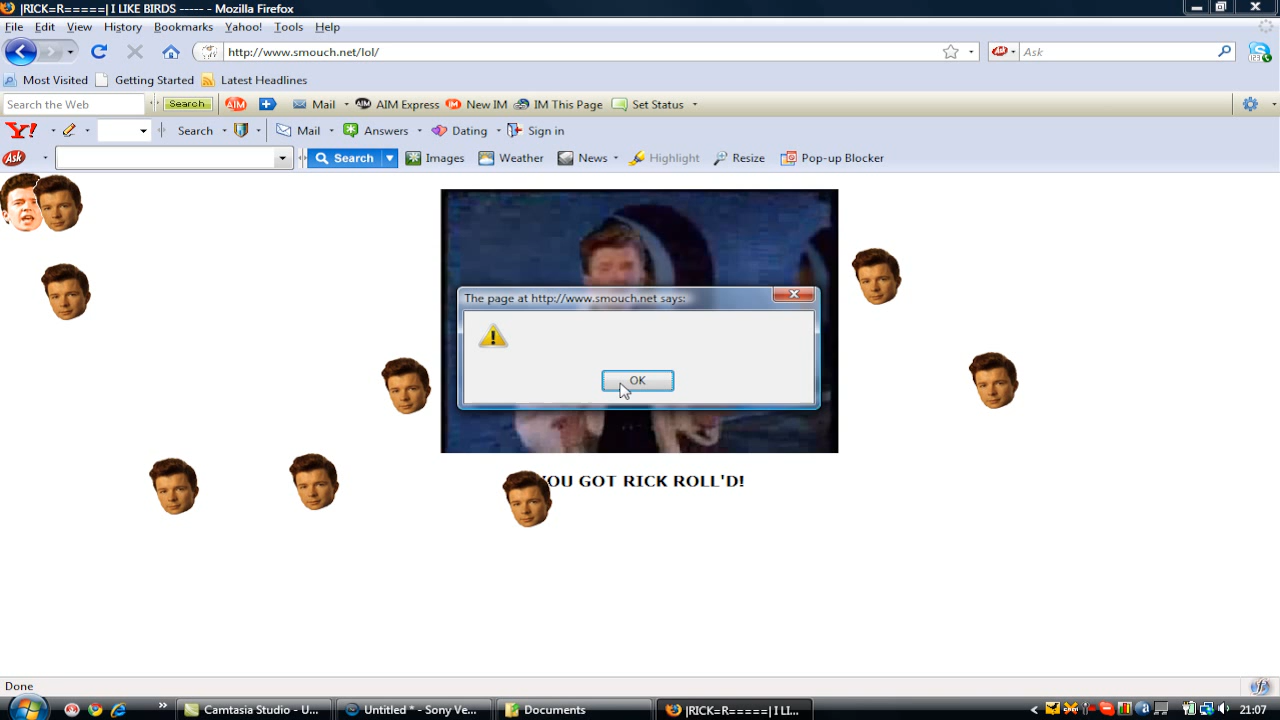 |RICK=R=====| I LIKE BIRDS ----- - Mozilla Firefox
File Edit View History Bookmarks Yahoo! Tools Help
http://www.smouch.net/lol/ Ask
Most Visited Getting Started Latest Headlines
Search the Web Search AIM Mail AIM Express New IM IM This Page Set Status
Y! Search Mail Answers Dating Sign in
Ask Search Images Weather News Highlight Resize Pop-up Blocker
The page at http://www.smouch.net says:
OK
YOU GOT RICK ROLL'D!
Done
Camtasia Studio - U... Untitled * - Sony Ve... Documents |RICK=R=====| I LI... 21:07